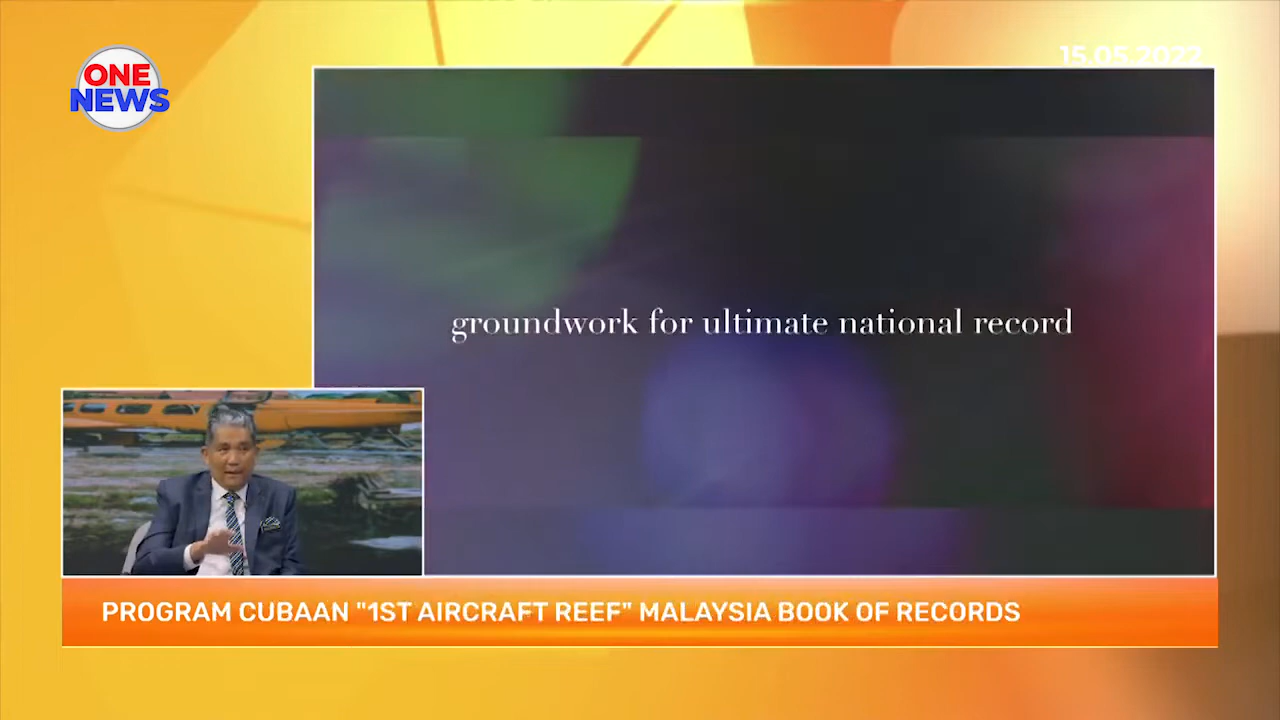 ONE
NEWS
15.05.2022
groundwork for ultimate national record
PROGRAM CUBAAN "1ST AIRCRAFT REEF" MALAYSIA BOOK OF RECORDS